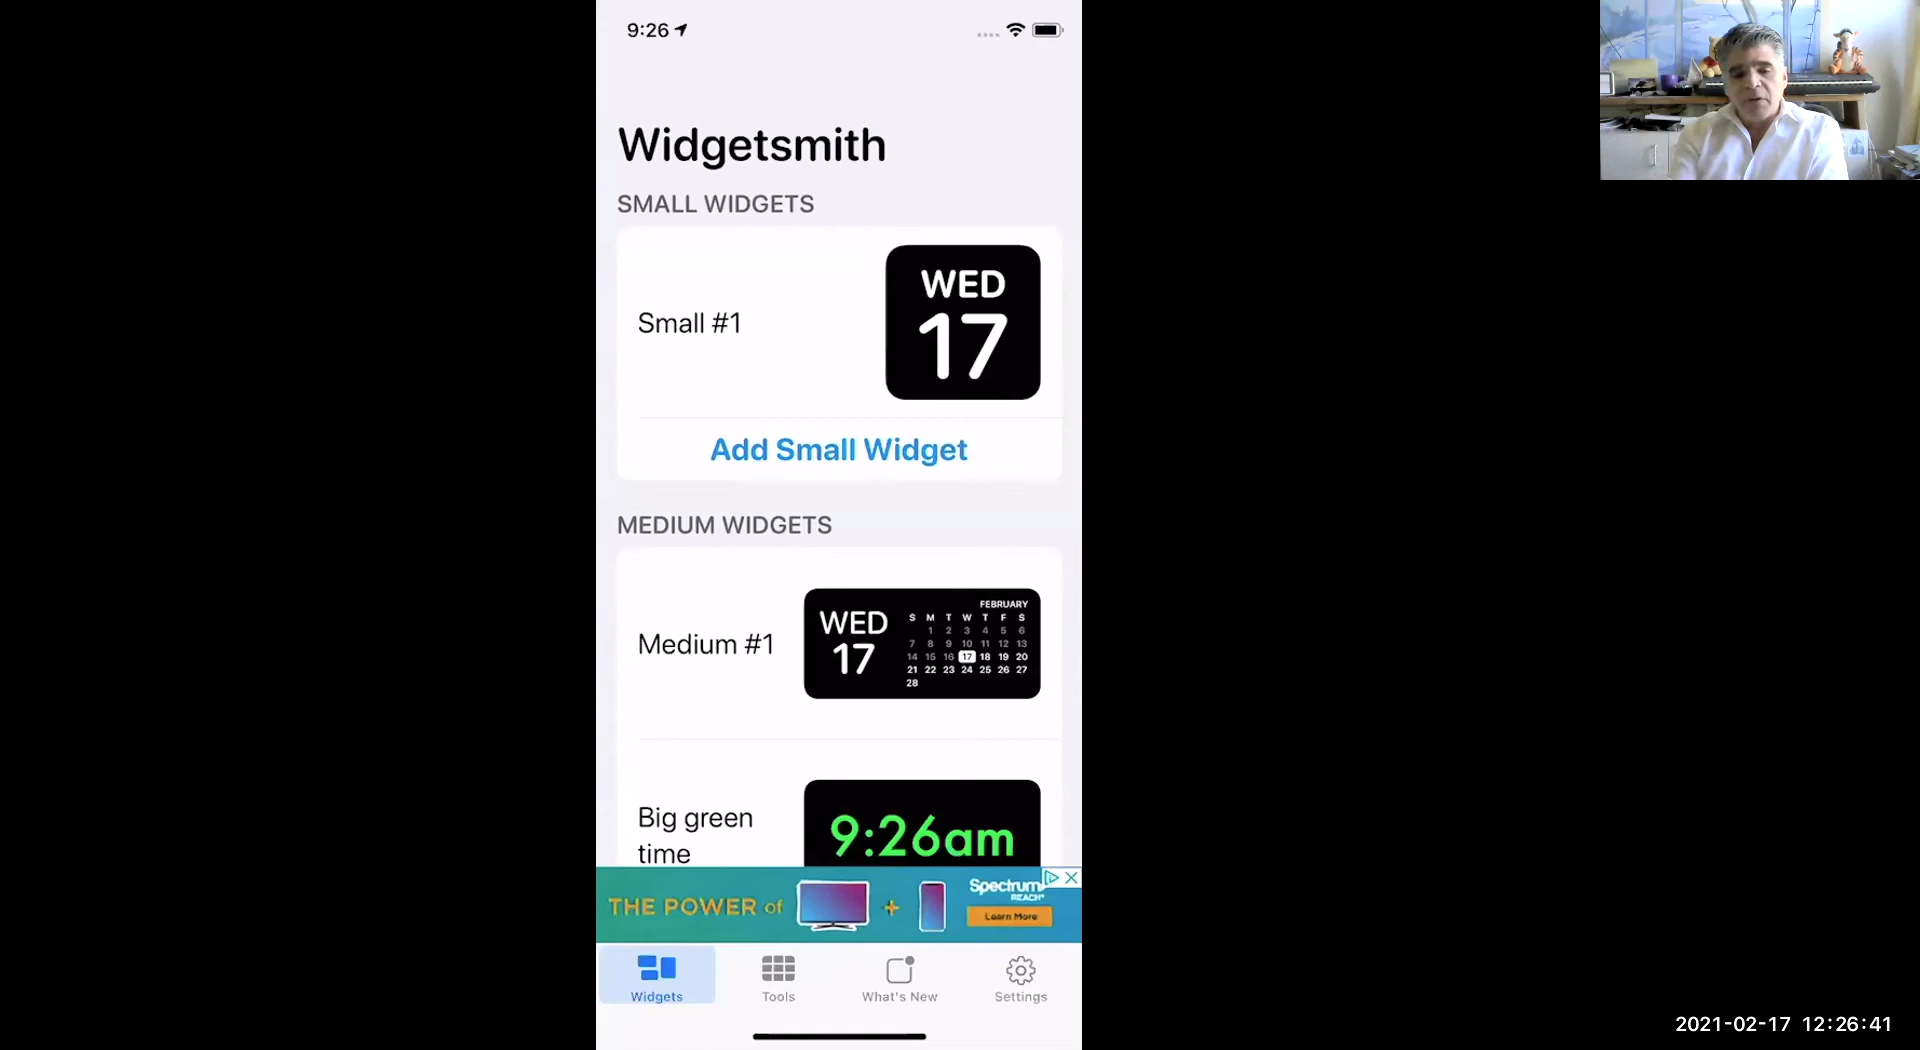 9:26
Widgetsmith
SMALL WIDGETS
Small #1
WED
17
Add Small Widget
MEDIUM WIDGETS
Medium #1
WED
17
FEBRUARY
S M T W T F S
1 2 3 4 5 6
7 8 9 10 11 12 13
14 15 16 17 18 19 20
21 22 23 24 25 26 27
28
Big green
time
9:26am
THE POWER of
+
Spectrum
REACH
Learn More
Widgets
Tools
What's New
Settings
2021-02-17 12:26:41